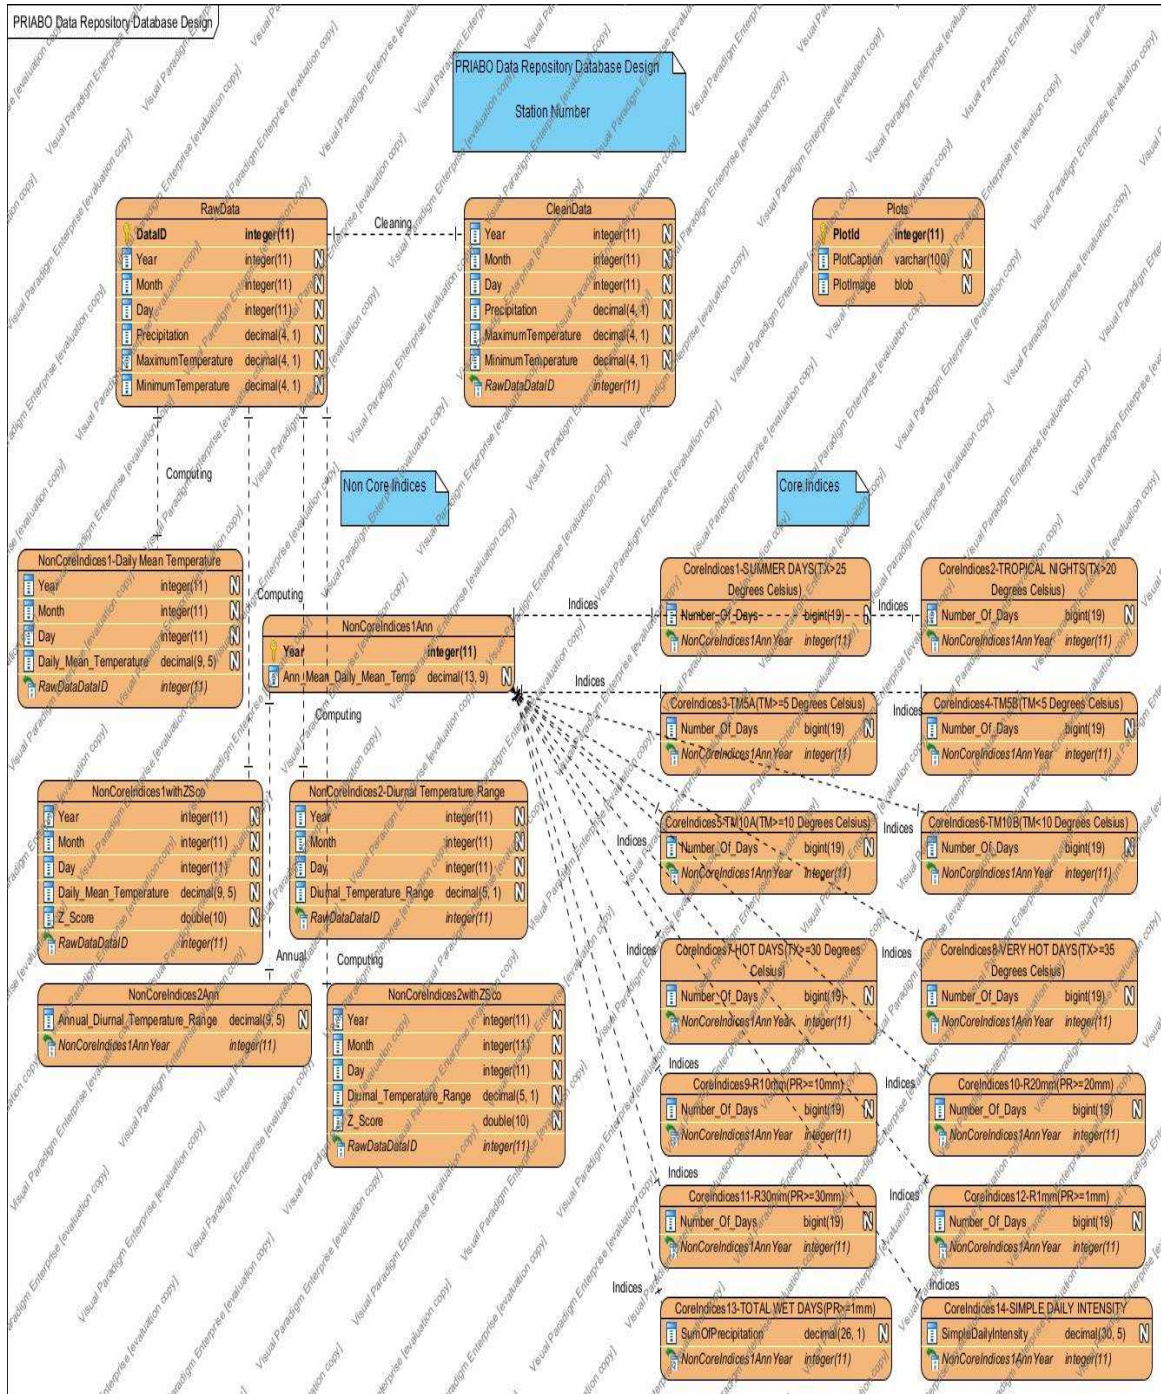 PRIABO Data Repository-Database Design
PRIABO Data Repository Database Design
Station Number
RawData
DataID integer(11)
Year integer(11) N
Month integer(11) N
Day integer(11) N
Precipitation decimal(4, 1) N
MaximumTemperature decimal(4, 1) N
MinimumTemperature decimal(4, 1) N
Cleaning
CleanData
Year integer(11) N
Month integer(11) N
Day integer(11) N
Precipitation decimal(4, 1) N
MaximumTemperature decimal(4, 1) N
MinimumTemperature decimal(4, 1) N
RawDataDataID integer(11)
Plots
PlotId integer(11)
PlotCaption varchar(100) N
PlotImage blob N
Computing
Non Core Indices
Core Indices
NonCoreIndices1-Daily Mean Temperature
Year integer(11) N
Month integer(11) N
Day integer(11) N
Daily_Mean_Temperature decimal(9, 5) N
RawDataDataID integer(11)
Computing
NonCoreIndices1Ann
Year integer(11)
Ann_Mean_Daily_Mean_Temp decimal(13, 9) N
Computing
NonCoreIndices1withZSco
Year integer(11) N
Month integer(11) N
Day integer(11) N
Daily_Mean_Temperature decimal(9, 5) N
Z_Score double(10) N
RawDataDataID integer(11)
NonCoreIndices2-Diurnal Temperature Range
Year integer(11) N
Month integer(11) N
Day integer(11) N
Diurnal_Temperature_Range decimal(5, 1) N
RawDataDataID integer(11)
Annual
Computing
NonCoreIndices2Ann
Annual_Diurnal_Temperature_Range decimal(9, 5) N
NonCoreIndices1AnnYear integer(11)
NonCoreIndices2withZSco
Year integer(11) N
Month integer(11) N
Day integer(11) N
Diurnal_Temperature_Range decimal(5, 1) N
Z_Score double(10) N
RawDataDataID integer(11)
Indices
CoreIndices1-SUMMER DAYS(TX>25
Degrees Celsius)
Number_Of_Days bigint(19) N
NonCoreIndices1AnnYear integer(11)
Indices
CoreIndices2-TROPICAL NIGHTS(TX>20
Degrees Celsius)
Number_Of_Days bigint(19) N
NonCoreIndices1AnnYear integer(11)
Indices
CoreIndices3-TM5A(TM>=5 Degrees Celsius)
Number_Of_Days bigint(19) N
NonCoreIndices1AnnYear integer(11)
Indices
CoreIndices4-TM5B(TM<5 Degrees Celsius)
Number_Of_Days bigint(19) N
NonCoreIndices1AnnYear integer(11)
Indices
CoreIndices5-TM10A(TM>=10 Degrees Celsius)
Number_Of_Days bigint(19) N
NonCoreIndices1AnnYear integer(11)
Indices
CoreIndices6-TM10B(TM<10 Degrees Celsius)
Number_Of_Days bigint(19) N
NonCoreIndices1AnnYear integer(11)
Indices
CoreIndices7-HOT DAYS(TX>=30 Degrees
Celsius)
Number_Of_Days bigint(19) N
NonCoreIndices1AnnYear integer(11)
Indices
CoreIndices8-VERY HOT DAYS(TX>=35
Degrees Celsius)
Number_Of_Days bigint(19) N
NonCoreIndices1AnnYear integer(11)
Indices
CoreIndices9-R10mm(PR>=10mm)
Number_Of_Days bigint(19) N
NonCoreIndices1AnnYear integer(11)
Indices
CoreIndices10-R20mm(PR>=20mm)
Number_Of_Days bigint(19) N
NonCoreIndices1AnnYear integer(11)
Indices
CoreIndices11-R30mm(PR>=30mm)
Number_Of_Days bigint(19) N
NonCoreIndices1AnnYear integer(11)
Indices
CoreIndices12-R1mm(PR>=1mm)
Number_Of_Days bigint(19) N
NonCoreIndices1AnnYear integer(11)
Indices
CoreIndices13-TOTAL WET DAYS(PR>=1mm)
SumOfPrecipitation decimal(26, 1) N
NonCoreIndices1AnnYear integer(11)
Indices
CoreIndices14-SIMPLE DAILY INTENSITY
SimpleDailyIntensity decimal(30, 5) N
NonCoreIndices1AnnYear integer(11)
Visual Paradigm Enterprise [evaluation copy]